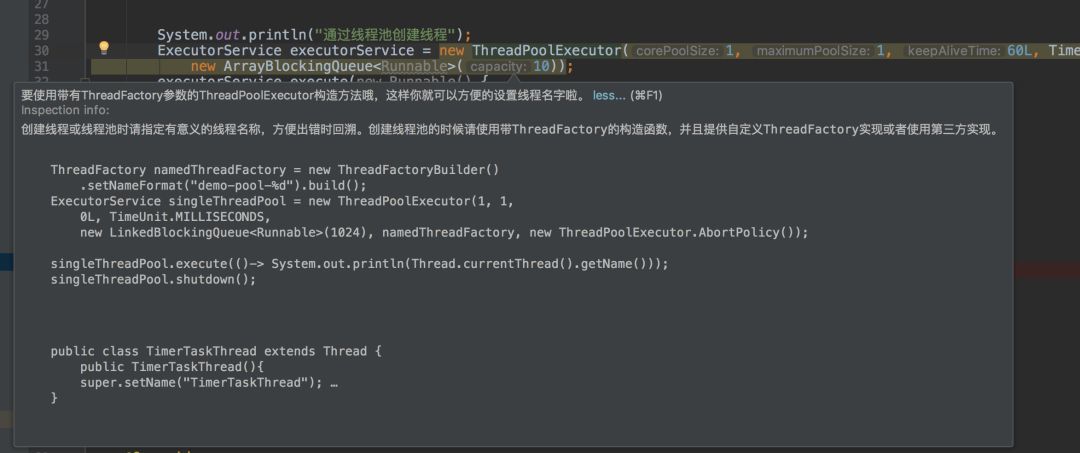 27
28
29 System.out.println("通过线程池创建线程");
30 ExecutorService executorService = new ThreadPoolExecutor( corePoolSize: 1, maximumPoolSize: 1, keepAliveTime: 60L, Time
31 new ArrayBlockingQueue<Runnable>( capacity: 10));
32 executorService.execute(new Runnable() {
要使用带有ThreadFactory参数的ThreadPoolExecutor构造方法哦，这样你就可以方便的设置线程名字啦。 less... (⌘F1)
Inspection info:
创建线程或线程池时请指定有意义的线程名称，方便出错时回溯。创建线程池的时候请使用带ThreadFactory的构造函数，并且提供自定义ThreadFactory实现或者使用第三方实现。
ThreadFactory namedThreadFactory = new ThreadFactoryBuilder()
.setNameFormat("demo-pool-%d").build();
ExecutorService singleThreadPool = new ThreadPoolExecutor(1, 1,
0L, TimeUnit.MILLISECONDS,
new LinkedBlockingQueue<Runnable>(1024), namedThreadFactory, new ThreadPoolExecutor.AbortPolicy());
singleThreadPool.execute(()-> System.out.println(Thread.currentThread().getName()));
singleThreadPool.shutdown();
public class TimerTaskThread extends Thread {
public TimerTaskThread(){
super.setName("TimerTaskThread"); …
}